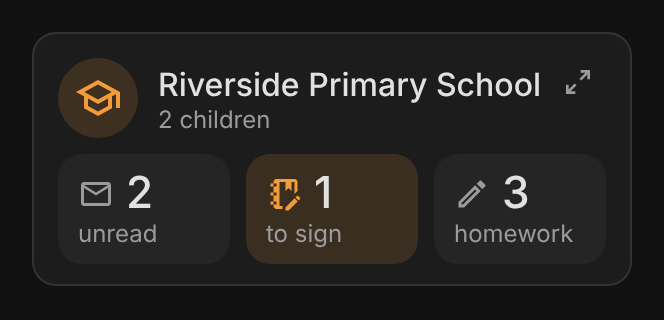 Riverside Primary School
2 children
2
unread
1
to sign
3
homework